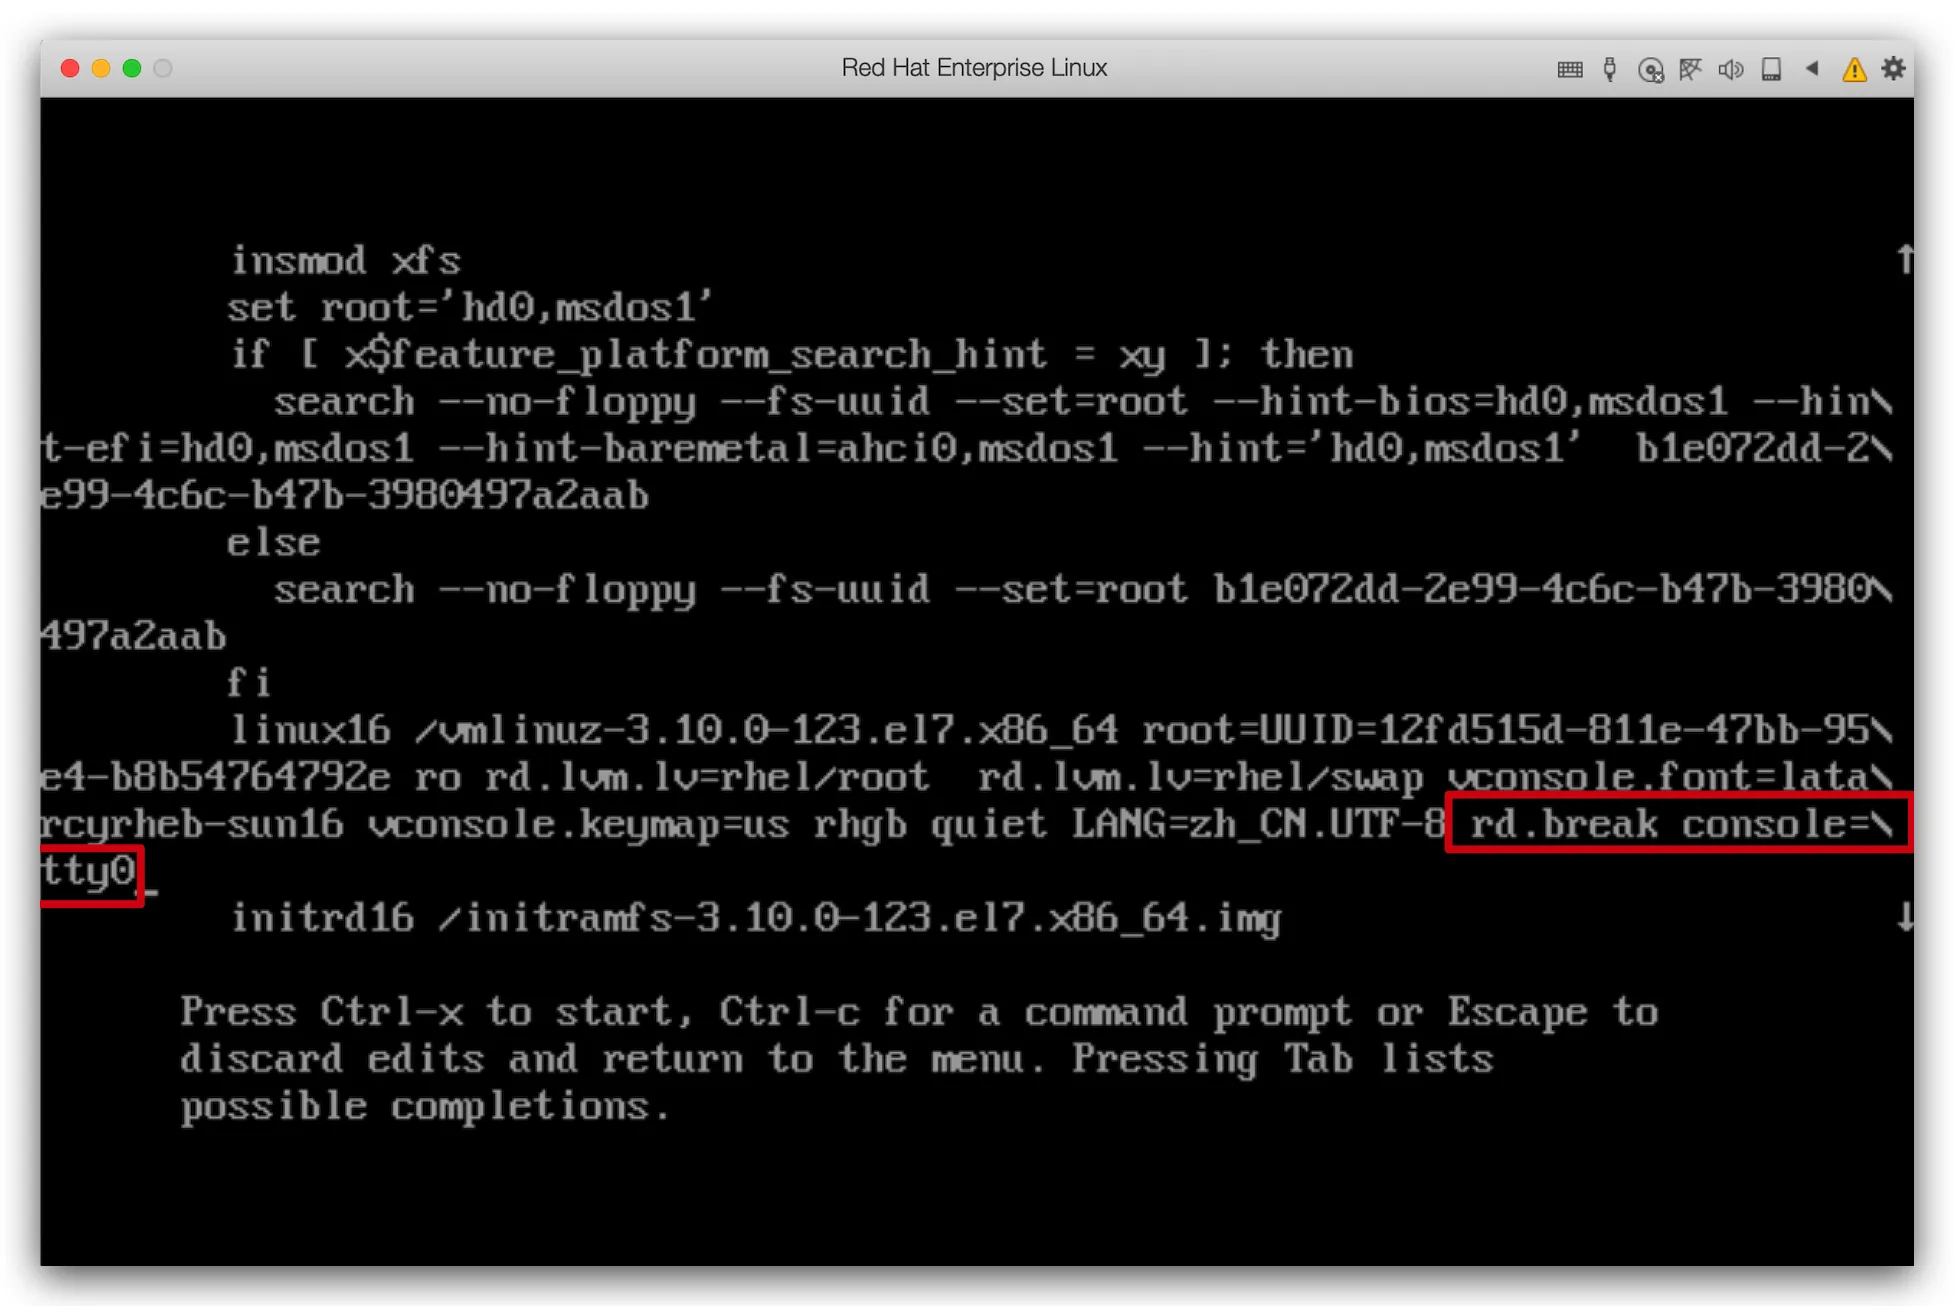 Red Hat Enterprise Linux
insmod xfs
set root='hd0,msdos1'
if [ x$feature_platform_search_hint = xy ]; then
search --no-floppy --fs-uuid --set=root --hint-bios=hd0,msdos1 --hin\
t-efi=hd0,msdos1 --hint-baremetal=ahci0,msdos1 --hint='hd0,msdos1'  b1e072dd-2\
e99-4c6c-b47b-3980497a2aab
else
search --no-floppy --fs-uuid --set=root b1e072dd-2e99-4c6c-b47b-3980\
497a2aab
fi
linux16 /vmlinuz-3.10.0-123.el7.x86_64 root=UUID=12fd515d-811e-47bb-95\
e4-b8b54764792e ro rd.lvm.lv=rhel/root  rd.lvm.lv=rhel/swap vconsole.font=lata\
rcyrheb-sun16 vconsole.keymap=us rhgb quiet LANG=zh_CN.UTF-8 rd.break console=\
tty0_
initrd16 /initramfs-3.10.0-123.el7.x86_64.img
Press Ctrl-x to start, Ctrl-c for a command prompt or Escape to
discard edits and return to the menu. Pressing Tab lists
possible completions.